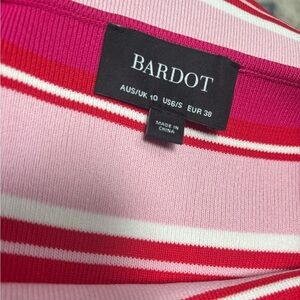 BARDOT
AUS/UK 10 US6/S EUR 38
MADE IN
CHINA